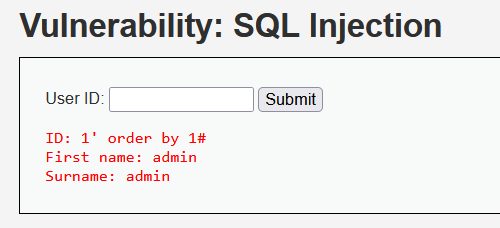 Vulnerability: SQL Injection
User ID: Submit
ID: 1' order by 1#
First name: admin
Surname: admin